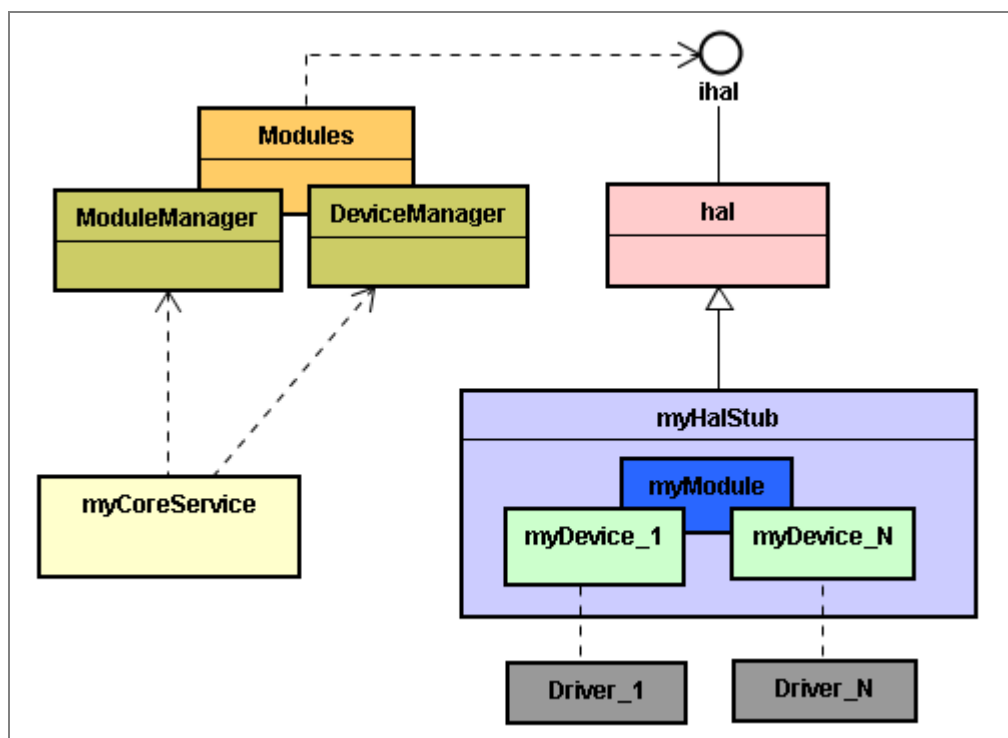 ihal
Modules
ModuleManager
DeviceManager
hal
myHalStub
myModule
myCoreService
myDevice_1
myDevice_N
Driver_1
Driver_N